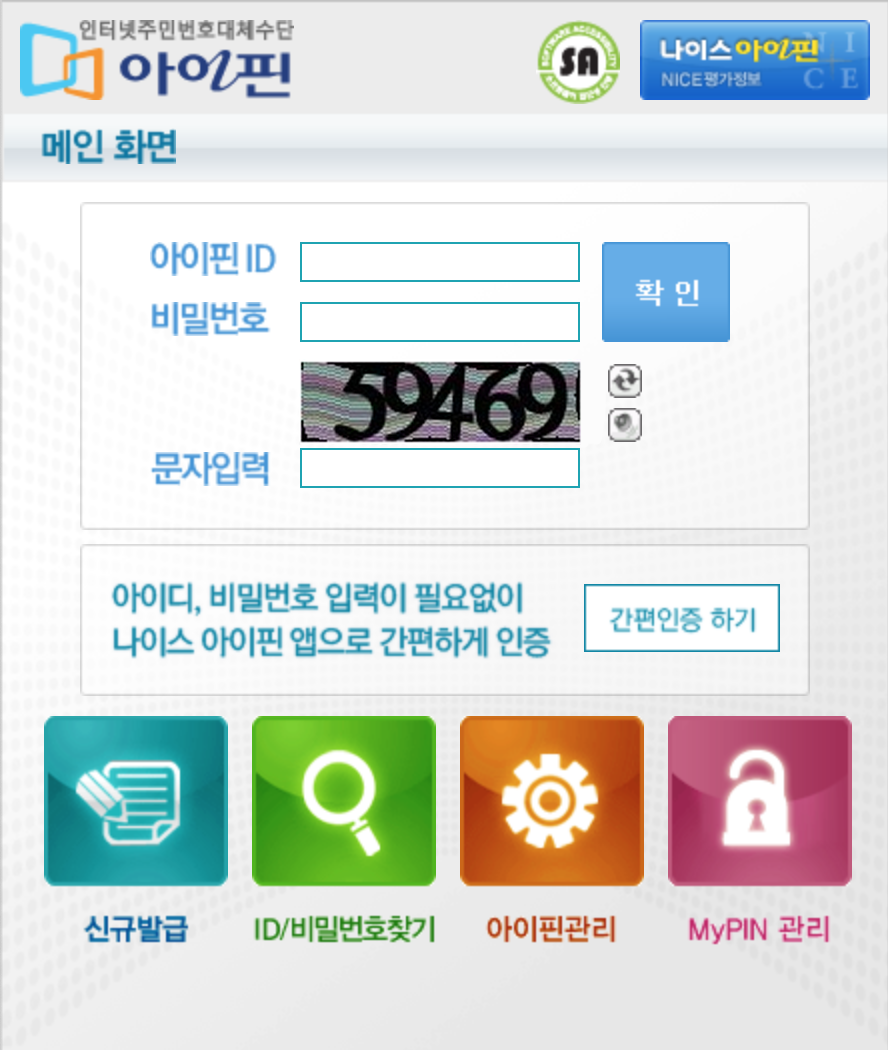 인터넷주민번호대체수단
아이핀
SOFTWARE ACCESSIBILITY
SA
나이스아이핀
NICE평가정보
NICE
메인 화면
아이핀 ID
확 인
비밀번호
59469
문자입력
아이디, 비밀번호 입력이 필요없이
나이스 아이핀 앱으로 간편하게 인증
간편인증 하기
신규발급
ID/비밀번호찾기
아이핀관리
MyPIN 관리